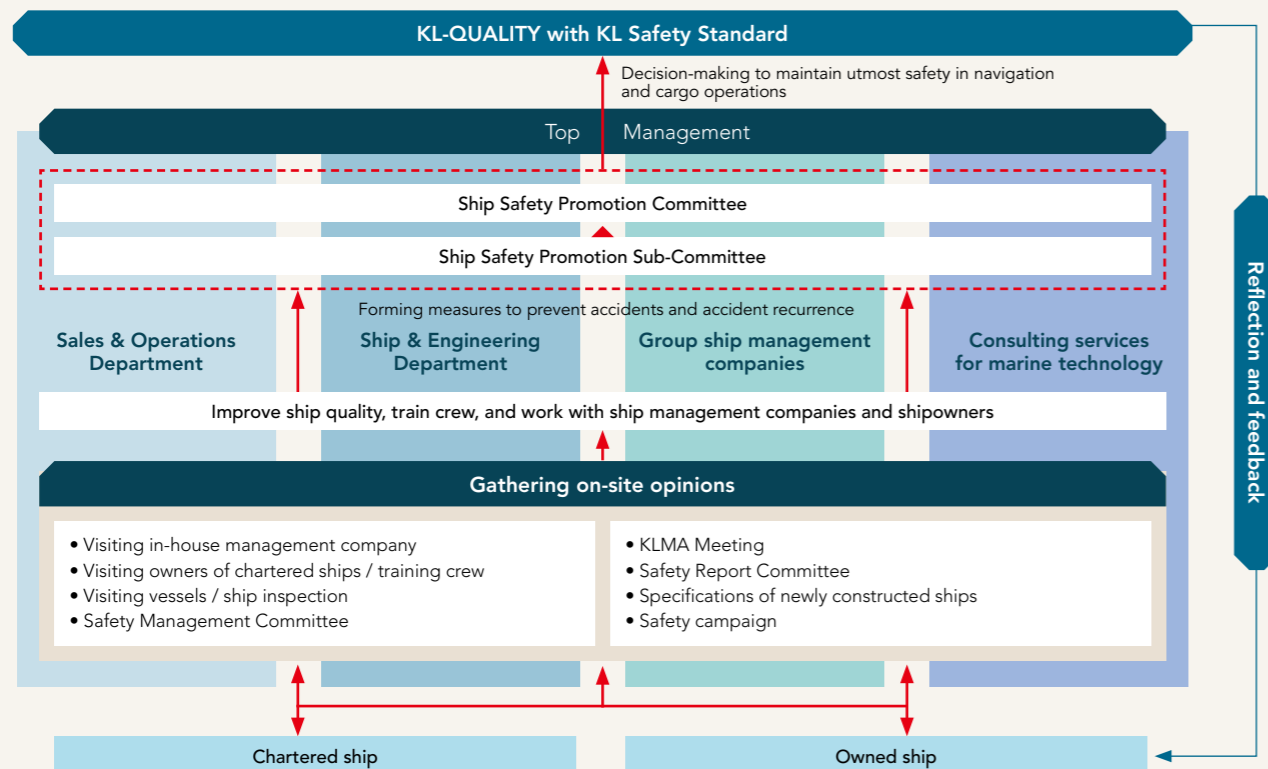 KL-QUALITY with KL Safety Standard
Decision-making to maintain utmost safety in navigation
and cargo operations
Top Management
Ship Safety Promotion Committee
Ship Safety Promotion Sub-Committee
Forming measures to prevent accidents and accident recurrence
Sales & Operations
Department
Ship & Engineering
Department
Group ship management
companies
Consulting services
for marine technology
Improve ship quality, train crew, and work with ship management companies and shipowners
Gathering on-site opinions
• Visiting in-house management company
• Visiting owners of chartered ships / training crew
• Visiting vessels / ship inspection
• Safety Management Committee
• KLMA Meeting
• Safety Report Committee
• Specifications of newly constructed ships
• Safety campaign
Chartered ship
Owned ship
Reflection and feedback